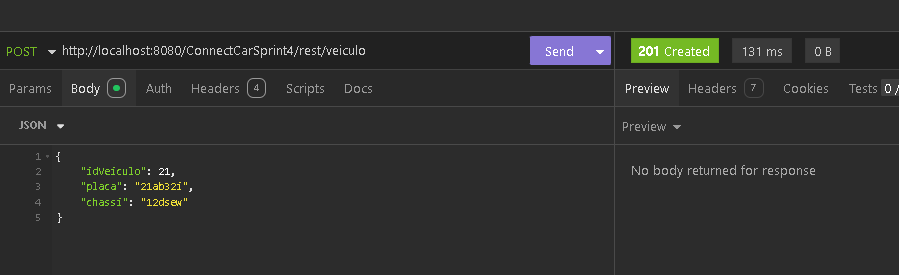 POST http://localhost:8080/ConnectCarSprint4/rest/veiculo Send 201 Created 131 ms 0 B
Params Body Auth Headers 4 Scripts Docs Preview Headers 7 Cookies Tests 0 /
JSON Preview
1 {
2 "idVeiculo": 21,
3 "placa": "21ab32i",
4 "chassi": "12dsew"
5 }
No body returned for response